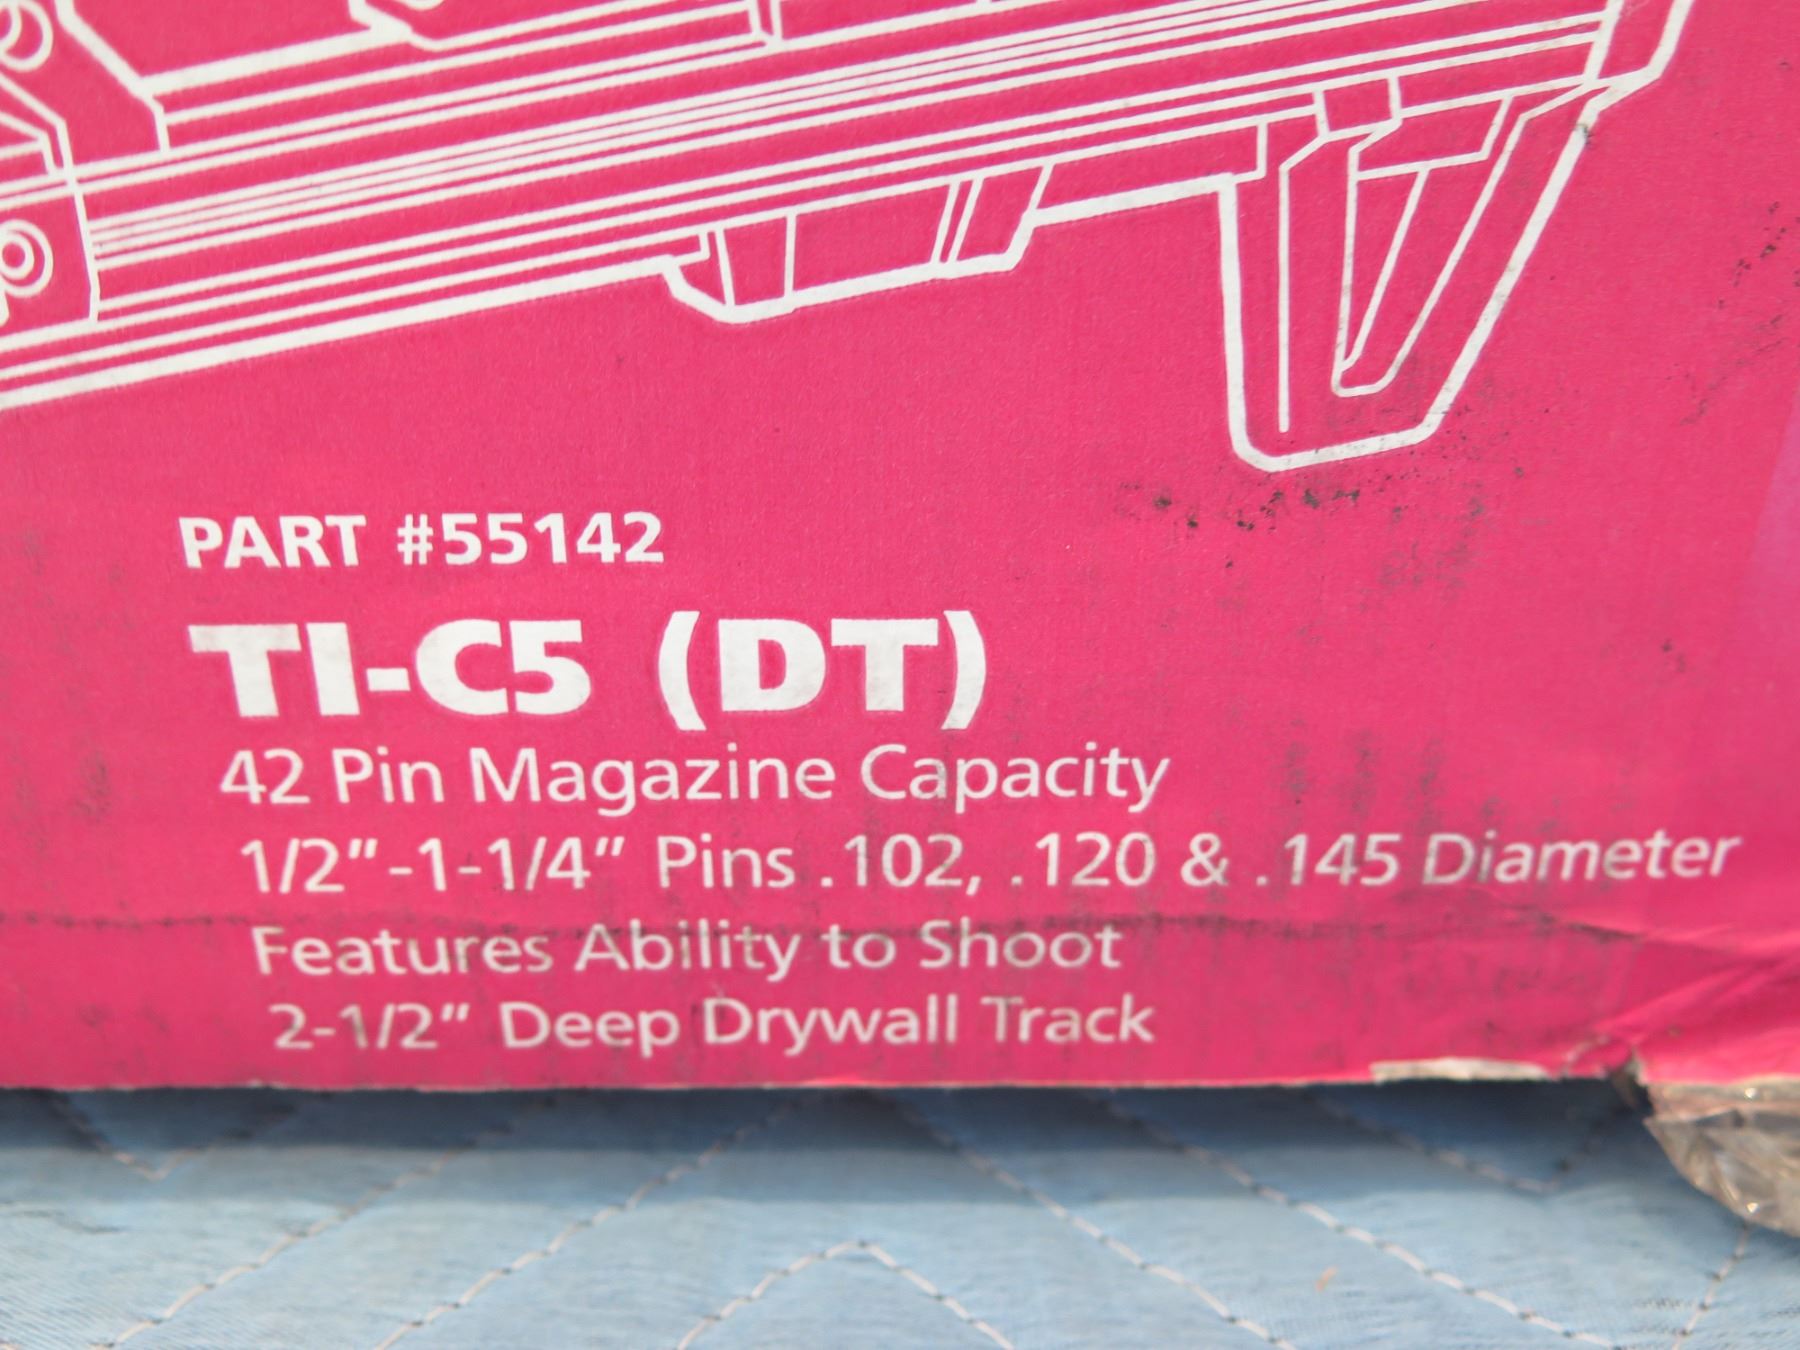 PART #55142
TI-C5 (DT)
42 Pin Magazine Capacity
1/2"-1-1/4" Pins .102, .120 & .145 Diameter
Features Ability to Shoot
2-1/2" Deep Drywall Track